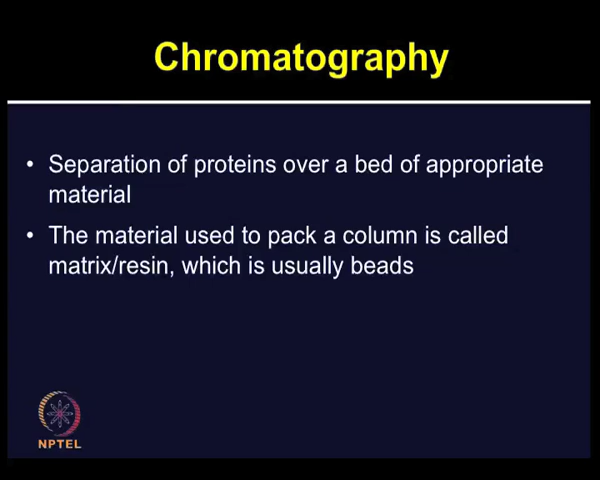 Chromatography
• Separation of proteins over a bed of appropriate
material
• The material used to pack a column is called
matrix/resin, which is usually beads
NPTEL